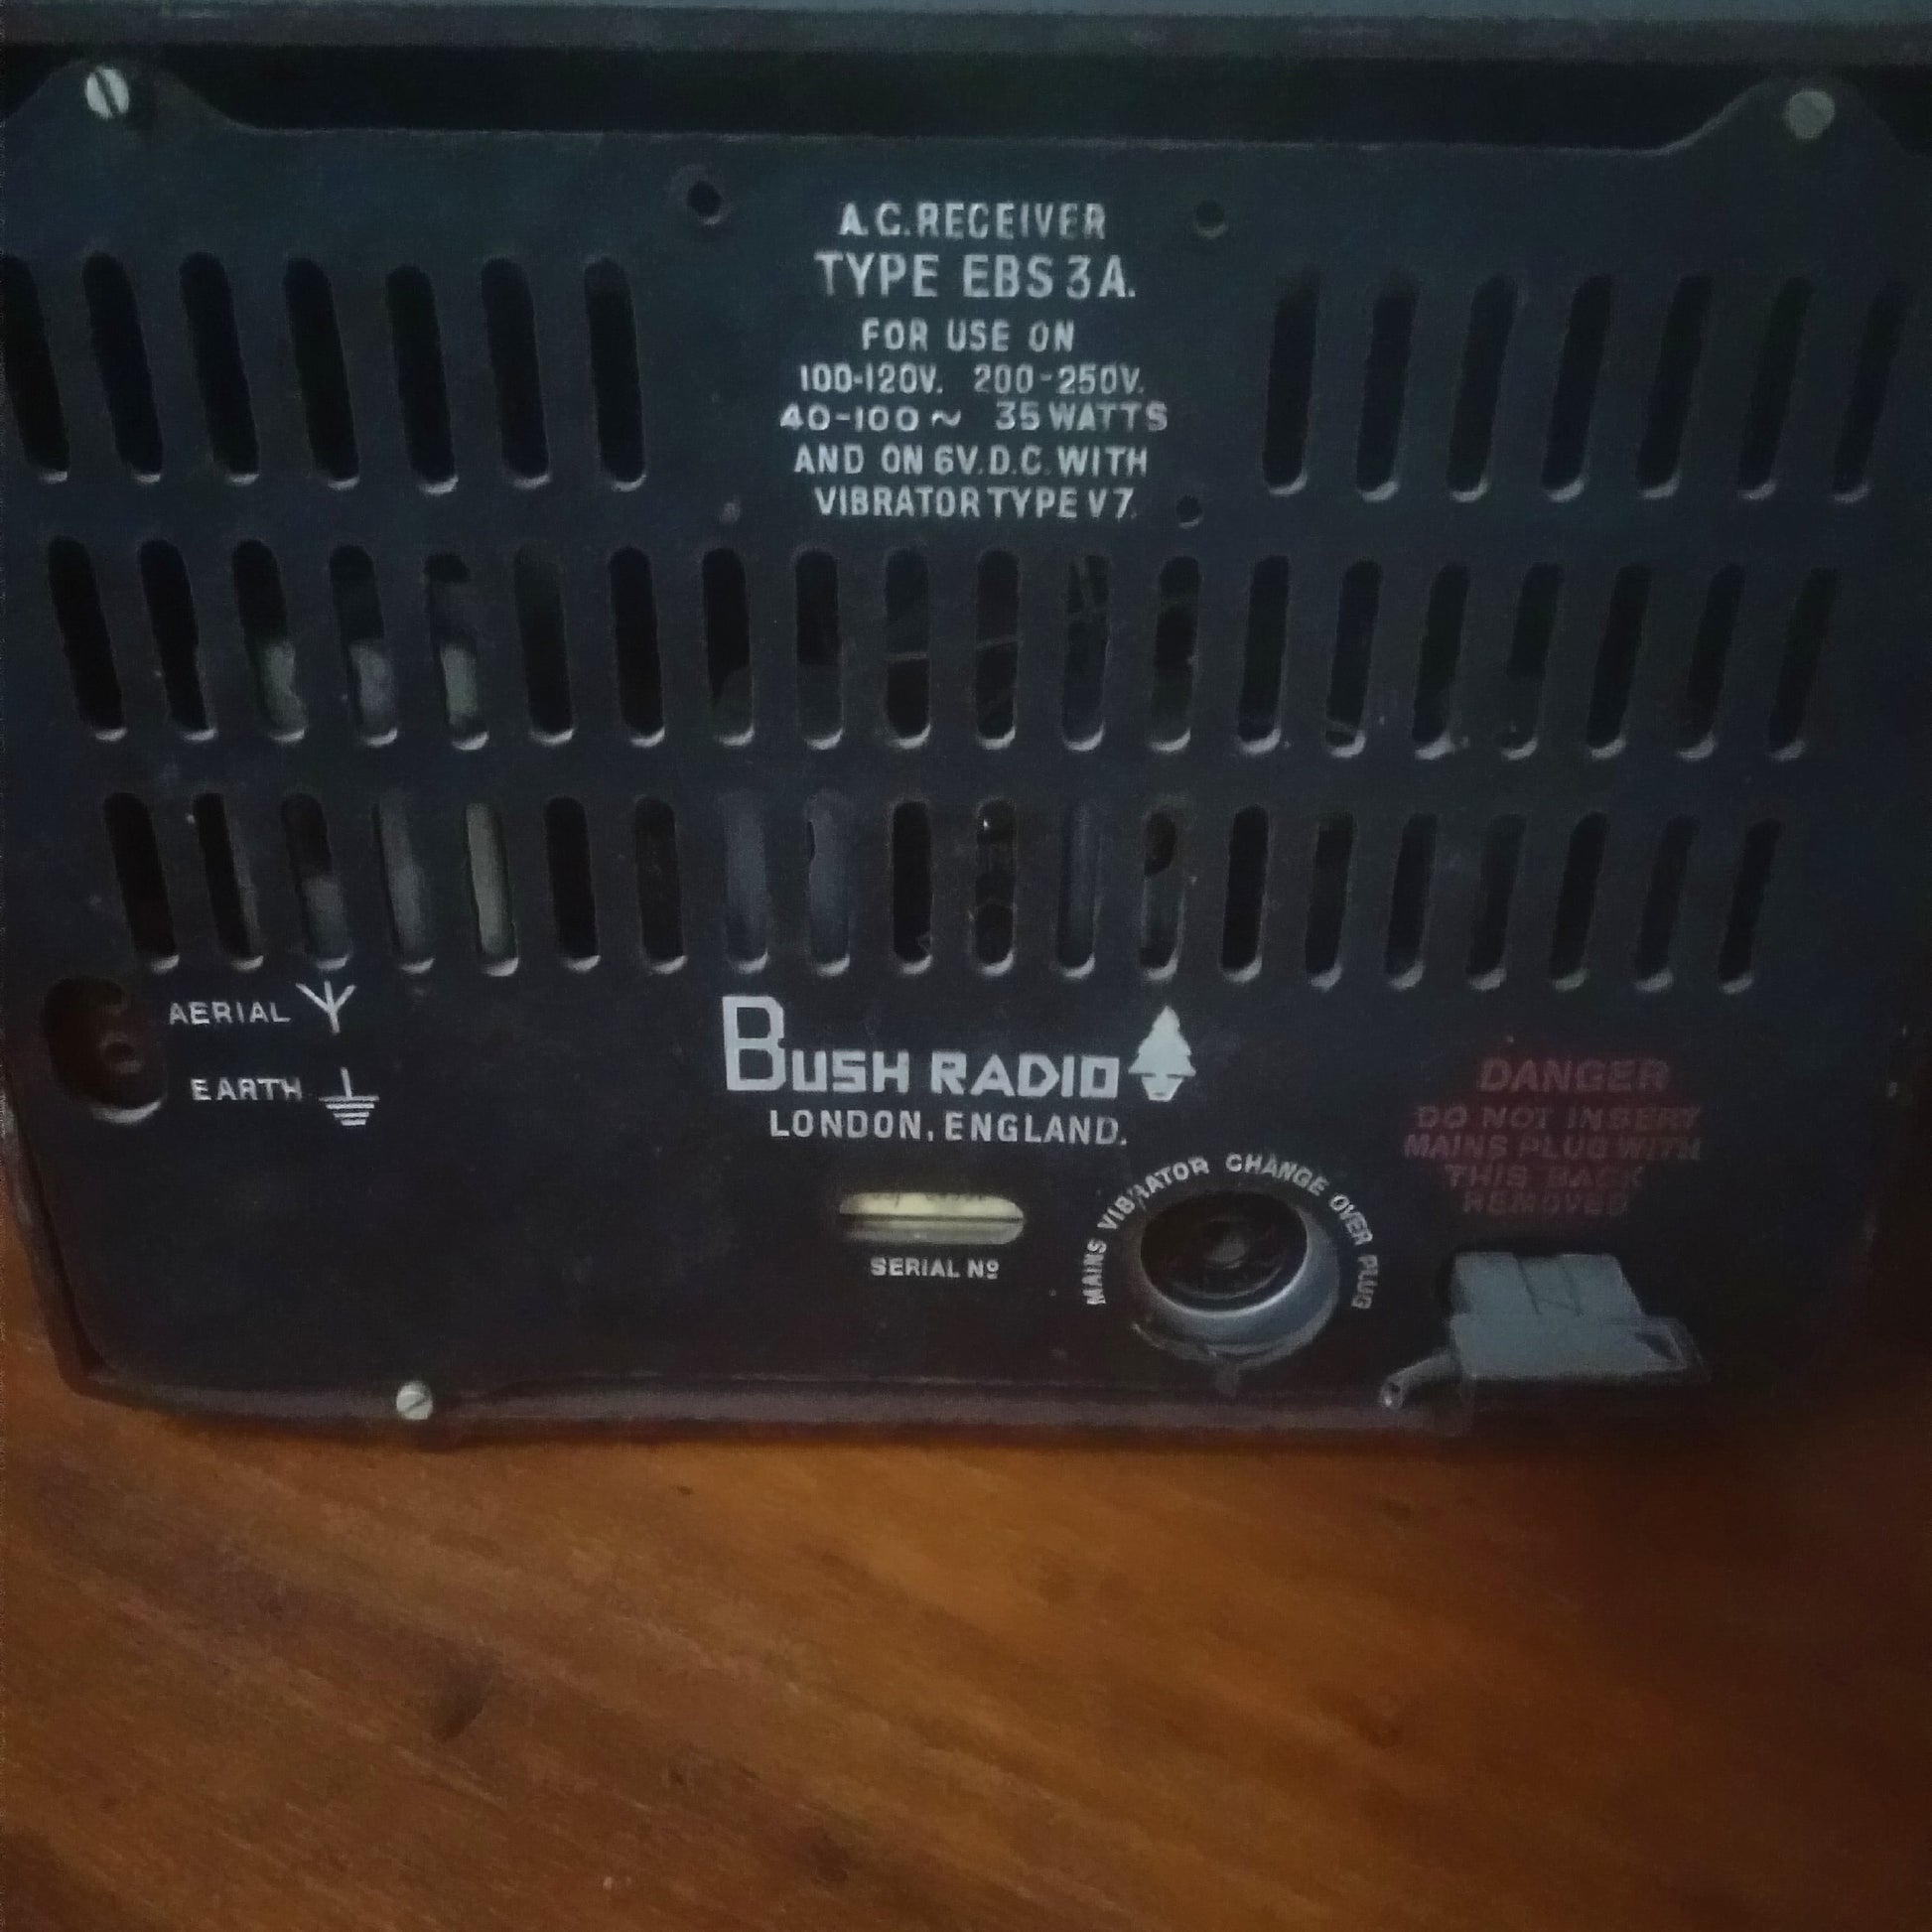 A.C. RECEIVER
TYPE EBS 3A.
FOR USE ON
100-120V. 200-250V.
40-100~ 35 WATTS
AND ON 6V.D.C. WITH
VIBRATOR TYPE V7.
AERIAL
EARTH
BUSH RADIO
LONDON, ENGLAND.
SERIAL Nº
MAINS VIBRATOR CHANGE OVER PLUG
DANGER
DO NOT INSERT
MAINS PLUG WITH
THIS BACK
REMOVED